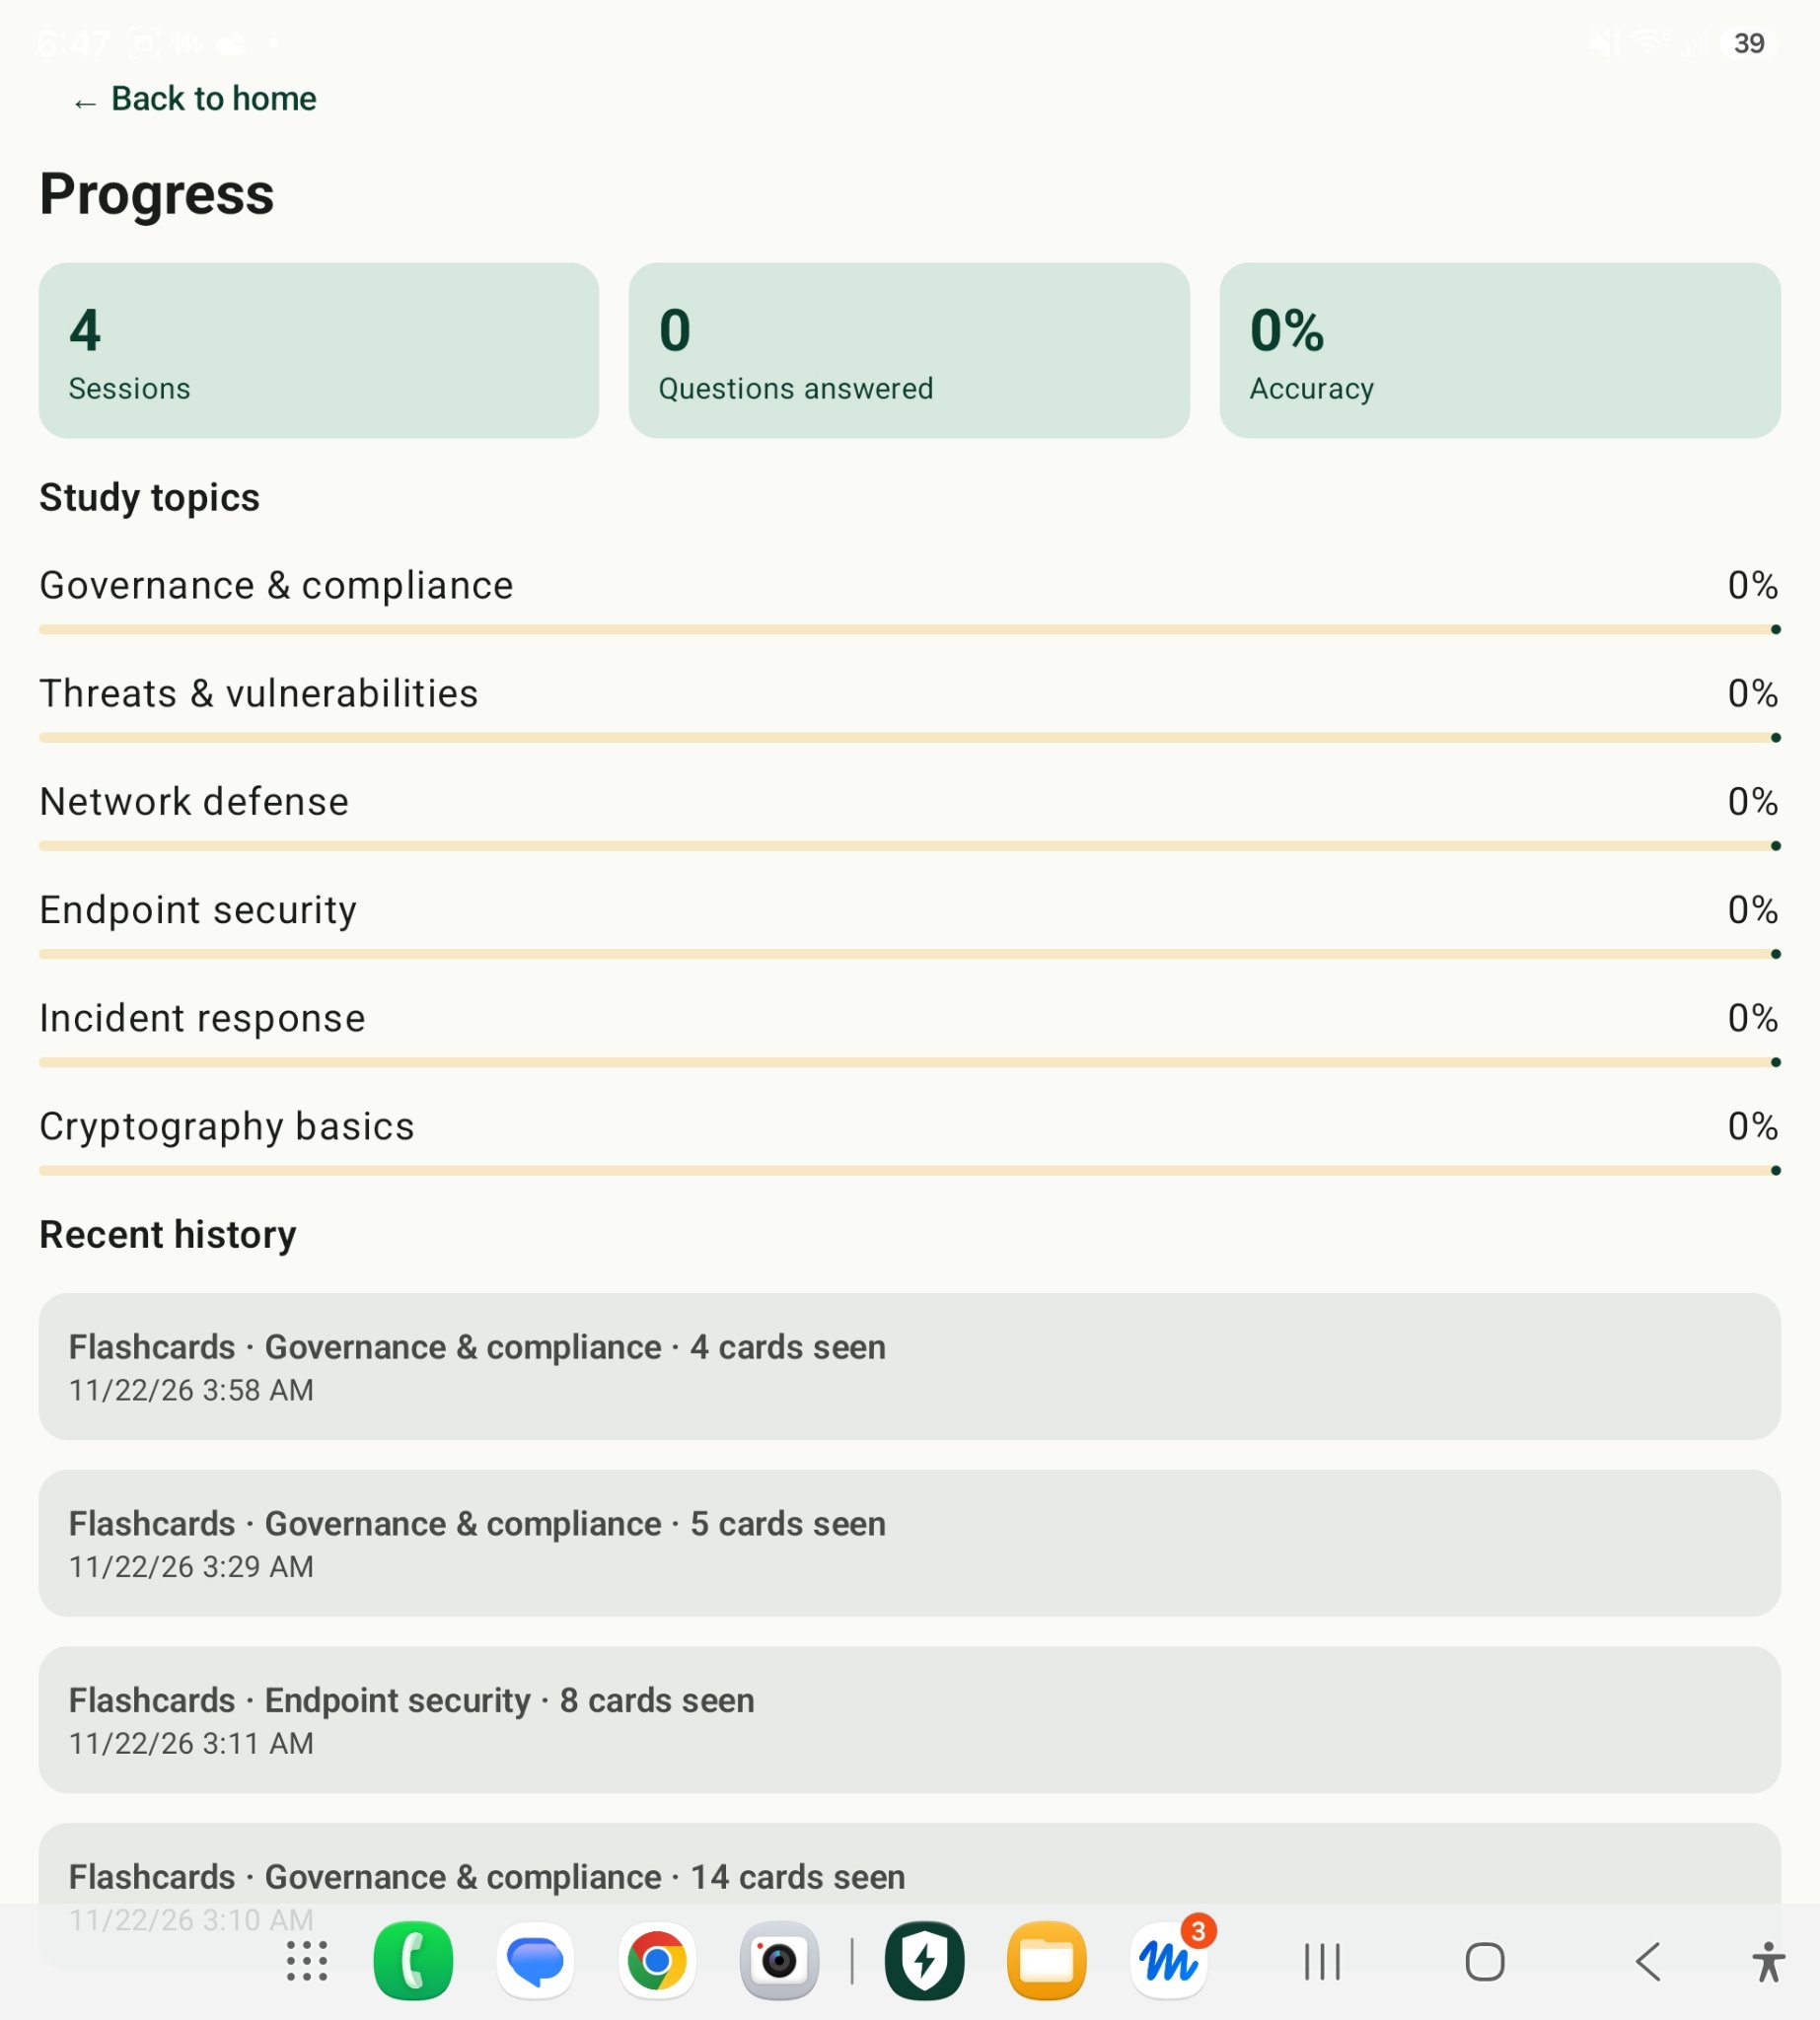 6:47
39
← Back to home
Progress
4
Sessions
0
Questions answered
0%
Accuracy
Study topics
Governance & compliance
0%
Threats & vulnerabilities
0%
Network defense
0%
Endpoint security
0%
Incident response
0%
Cryptography basics
0%
Recent history
Flashcards · Governance & compliance · 4 cards seen
11/22/26 3:58 AM
Flashcards · Governance & compliance · 5 cards seen
11/22/26 3:29 AM
Flashcards · Endpoint security · 8 cards seen
11/22/26 3:11 AM
Flashcards · Governance & compliance · 14 cards seen
11/22/26 3:10 AM
3